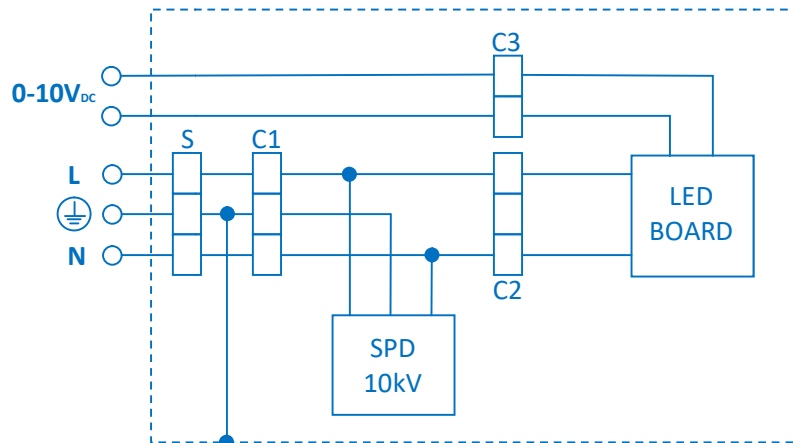 C3
0-10VDC
S C1
L
N
LED
BOARD
C2
SPD
10kV